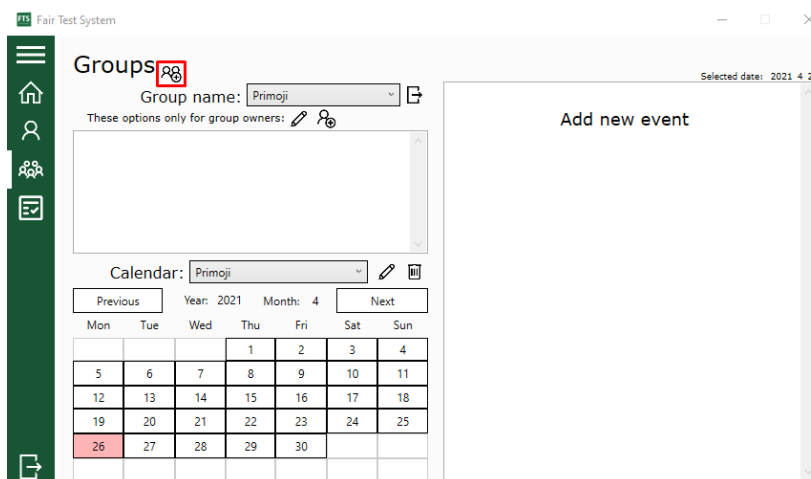 FTS Fair Test System
Groups
Selected date: 2021 4 2
Group name: Primoji
Add new event
These options only for group owners:
Calendar: Primoji
Previous Year: 2021 Month: 4 Next
Mon Tue Wed Thu Fri Sat Sun
1 2 3 4
5 6 7 8 9 10 11
12 13 14 15 16 17 18
19 20 21 22 23 24 25
26 27 28 29 30